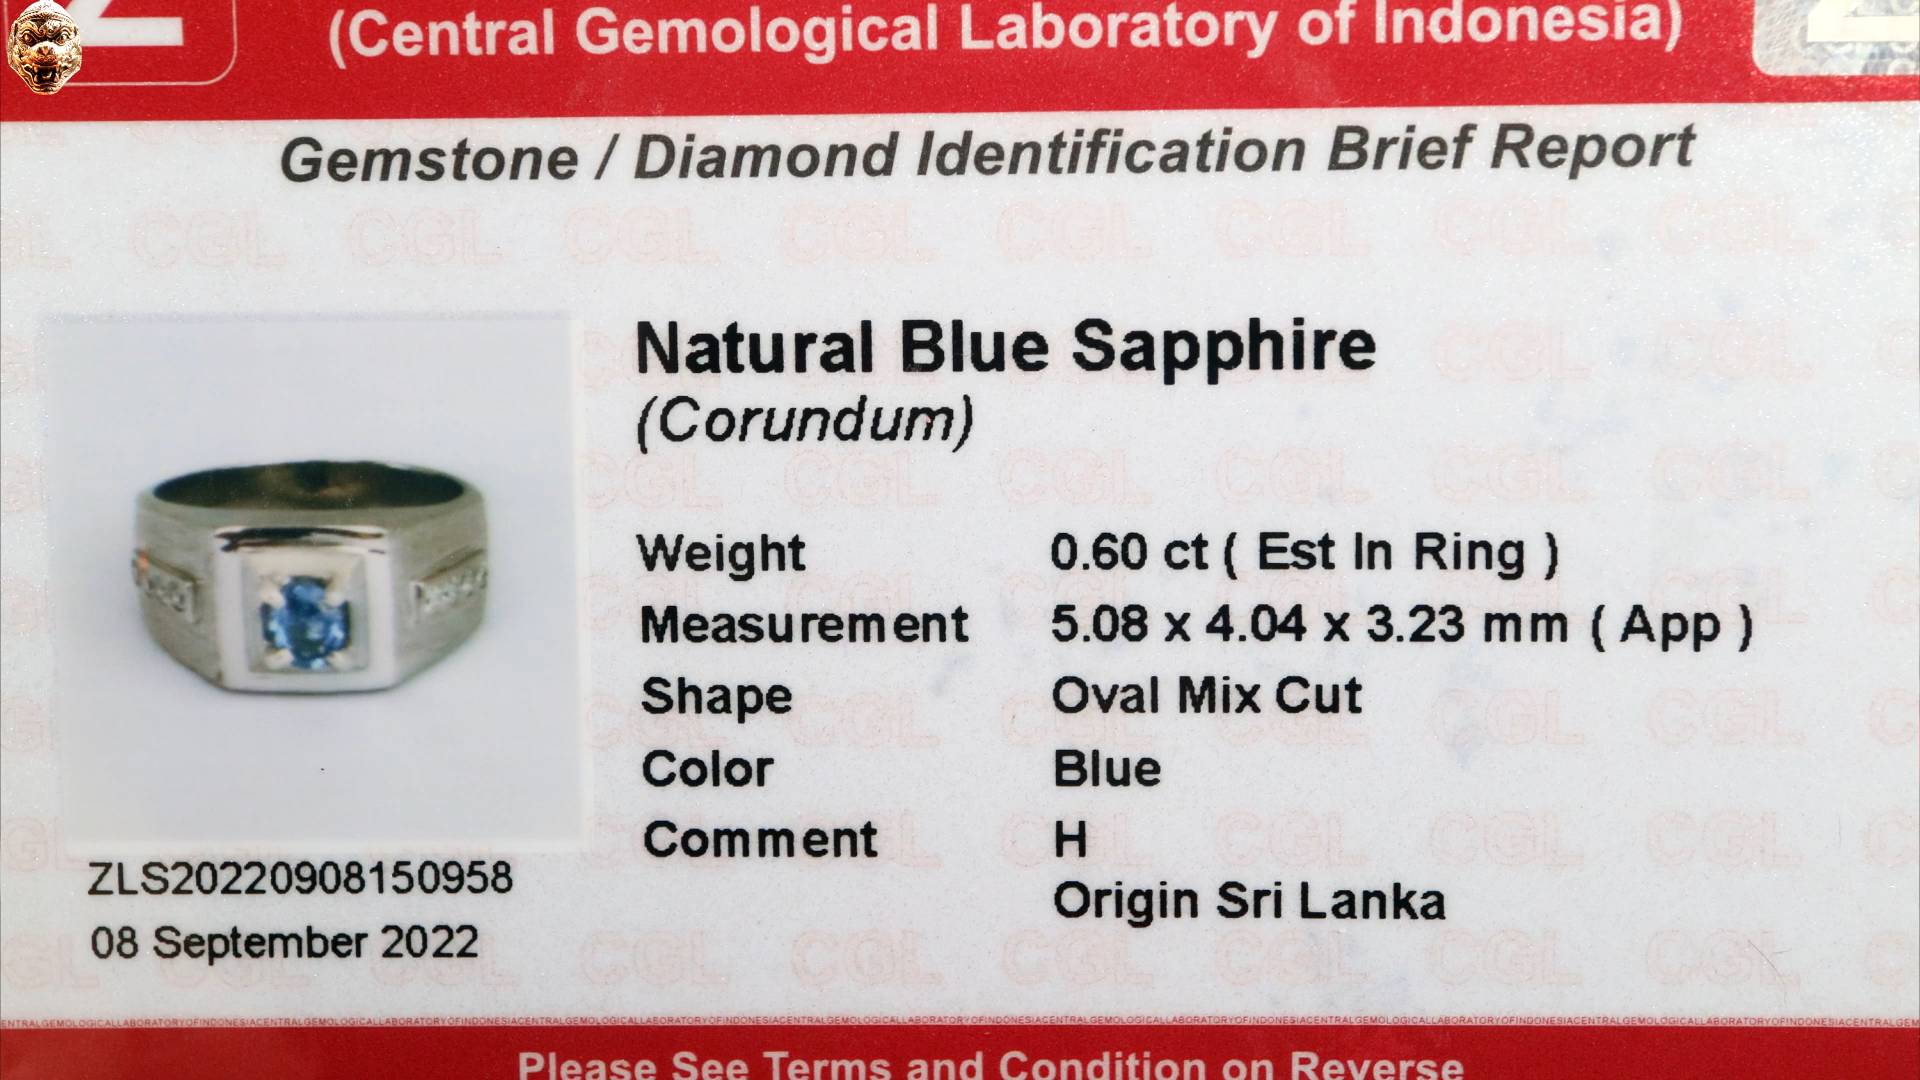 (Central Gemological Laboratory of Indonesia)
Gemstone / Diamond Identification Brief Report
Natural Blue Sapphire
(Corundum)
Weight 0.60 ct ( Est In Ring )
Measurement 5.08 x 4.04 x 3.23 mm ( App )
Shape Oval Mix Cut
Color Blue
Comment H
Origin Sri Lanka
ZLS20220908150958
08 September 2022
Please See Terms and Condition on Reverse